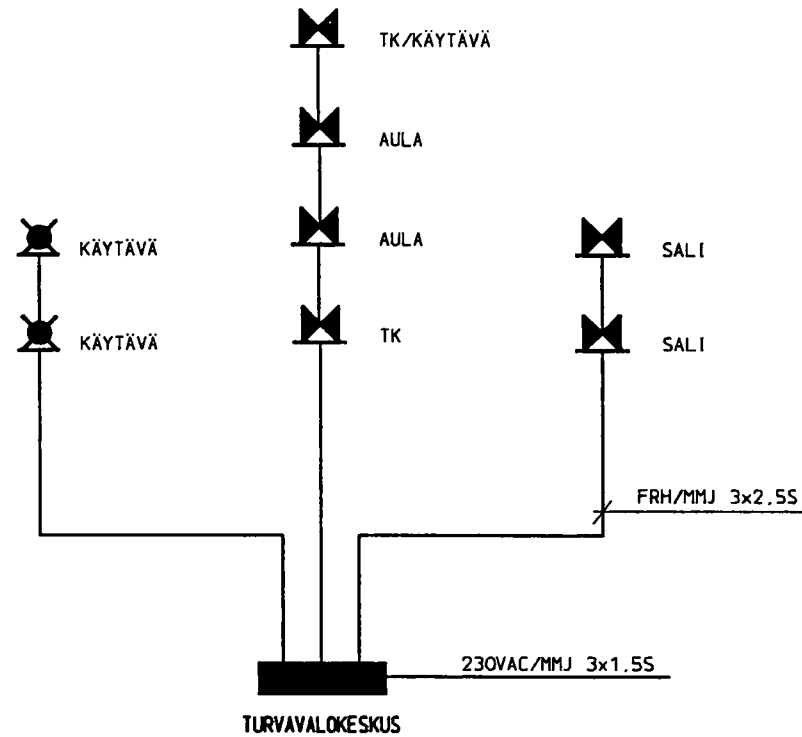 TK/KÄYTÄVÄ
AULA
AULA
KÄYTÄVÄ
SALI
KÄYTÄVÄ
TK
SALI
FRH/MMJ 3x2.5S
230VAC/MMJ 3x1.5S
TURVAVALOKESKUS